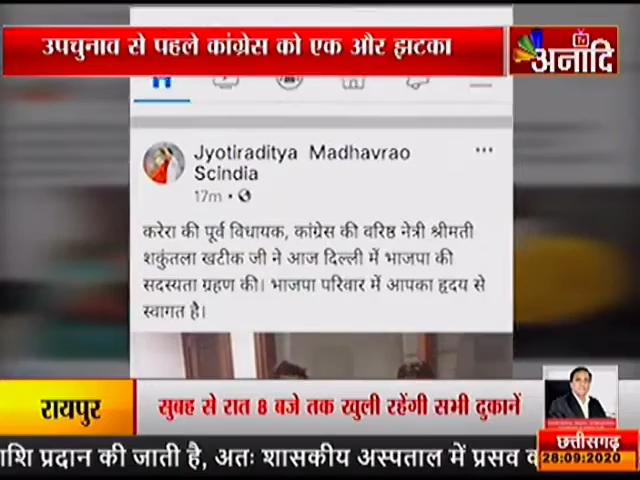 उपचुनाव से पहले कांग्रेस को एक और झटका
TV
अनादि
Jyotiraditya Madhavrao
Scindia
17m
करेरा की पूर्व विधायक, कांग्रेस की वरिष्ठ नेत्री श्रीमती
शकुंतला खटीक जी ने आज दिल्ली में भाजपा की
सदस्यता ग्रहण की। भाजपा परिवार में आपका हृदय से
स्वागत है।
रायपुर
सुबह से रात 8 बजे तक खुली रहेंगी सभी दुकानें
छत्तीसगढ़
28:09:2020
राशि प्रदान की जाती है, अतः शासकीय अस्पताल में प्रसव